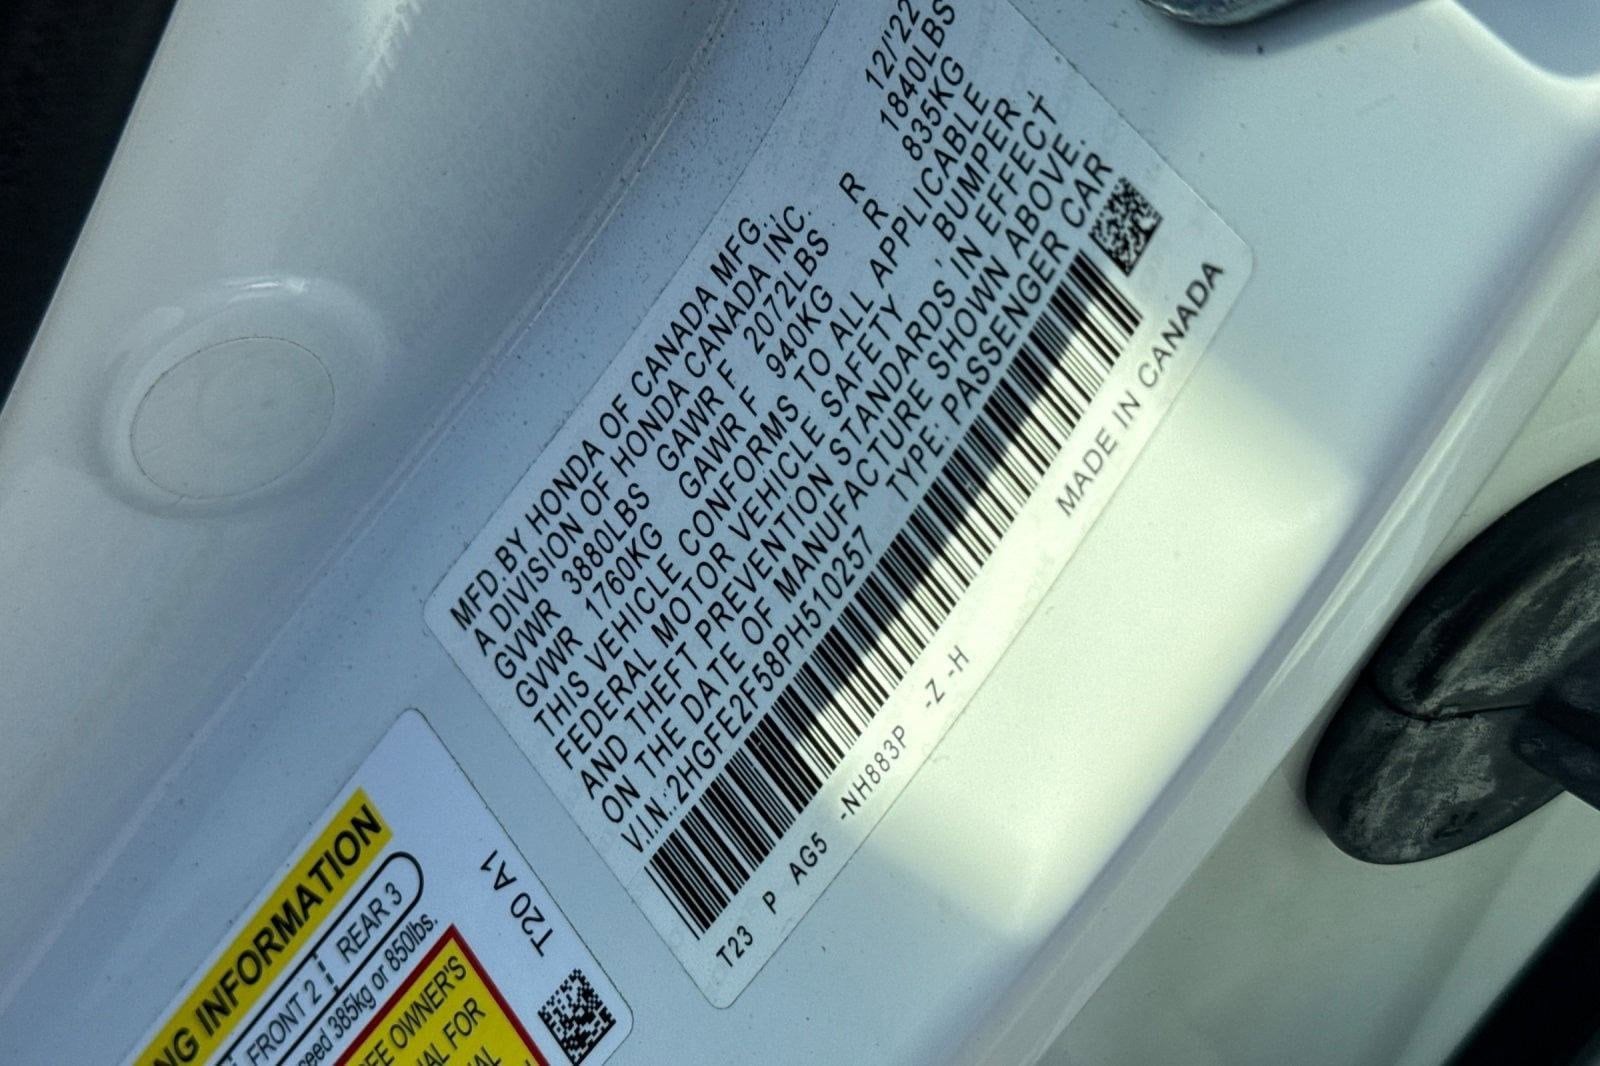 MFD.BY HONDA OF CANADA MFG.,
A DIVISION OF HONDA CANADA INC. 12/'22
GVWR 3880LBS GAWR F 2072LBS R 1840LBS
GVWR 1760KG GAWR F 940KG R 835KG
THIS VEHICLE CONFORMS TO ALL APPLICABLE
FEDERAL MOTOR VEHICLE SAFETY, BUMPER,
AND THEFT PREVENTION STANDARDS IN EFFECT
ON THE DATE OF MANUFACTURE SHOWN ABOVE.
V.I.N.:2HGFE2F58PH510257 TYPE: PASSENGER CAR
MADE IN CANADA
T23 P AG5 -NH883P -Z -H
T20 A1
INFORMATION
FRONT 2 REAR 3
385kg or 850lbs.
OWNER'S
FOR